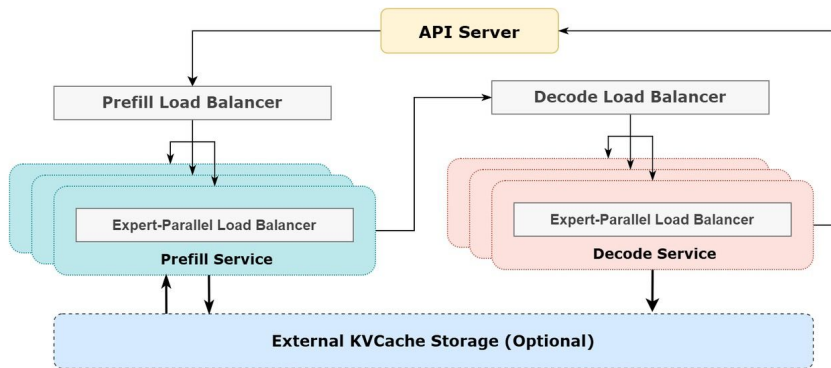 API Server
Prefill Load Balancer
Decode Load Balancer
Expert-Parallel Load Balancer
Prefill Service
Expert-Parallel Load Balancer
Decode Service
External KVCache Storage (Optional)